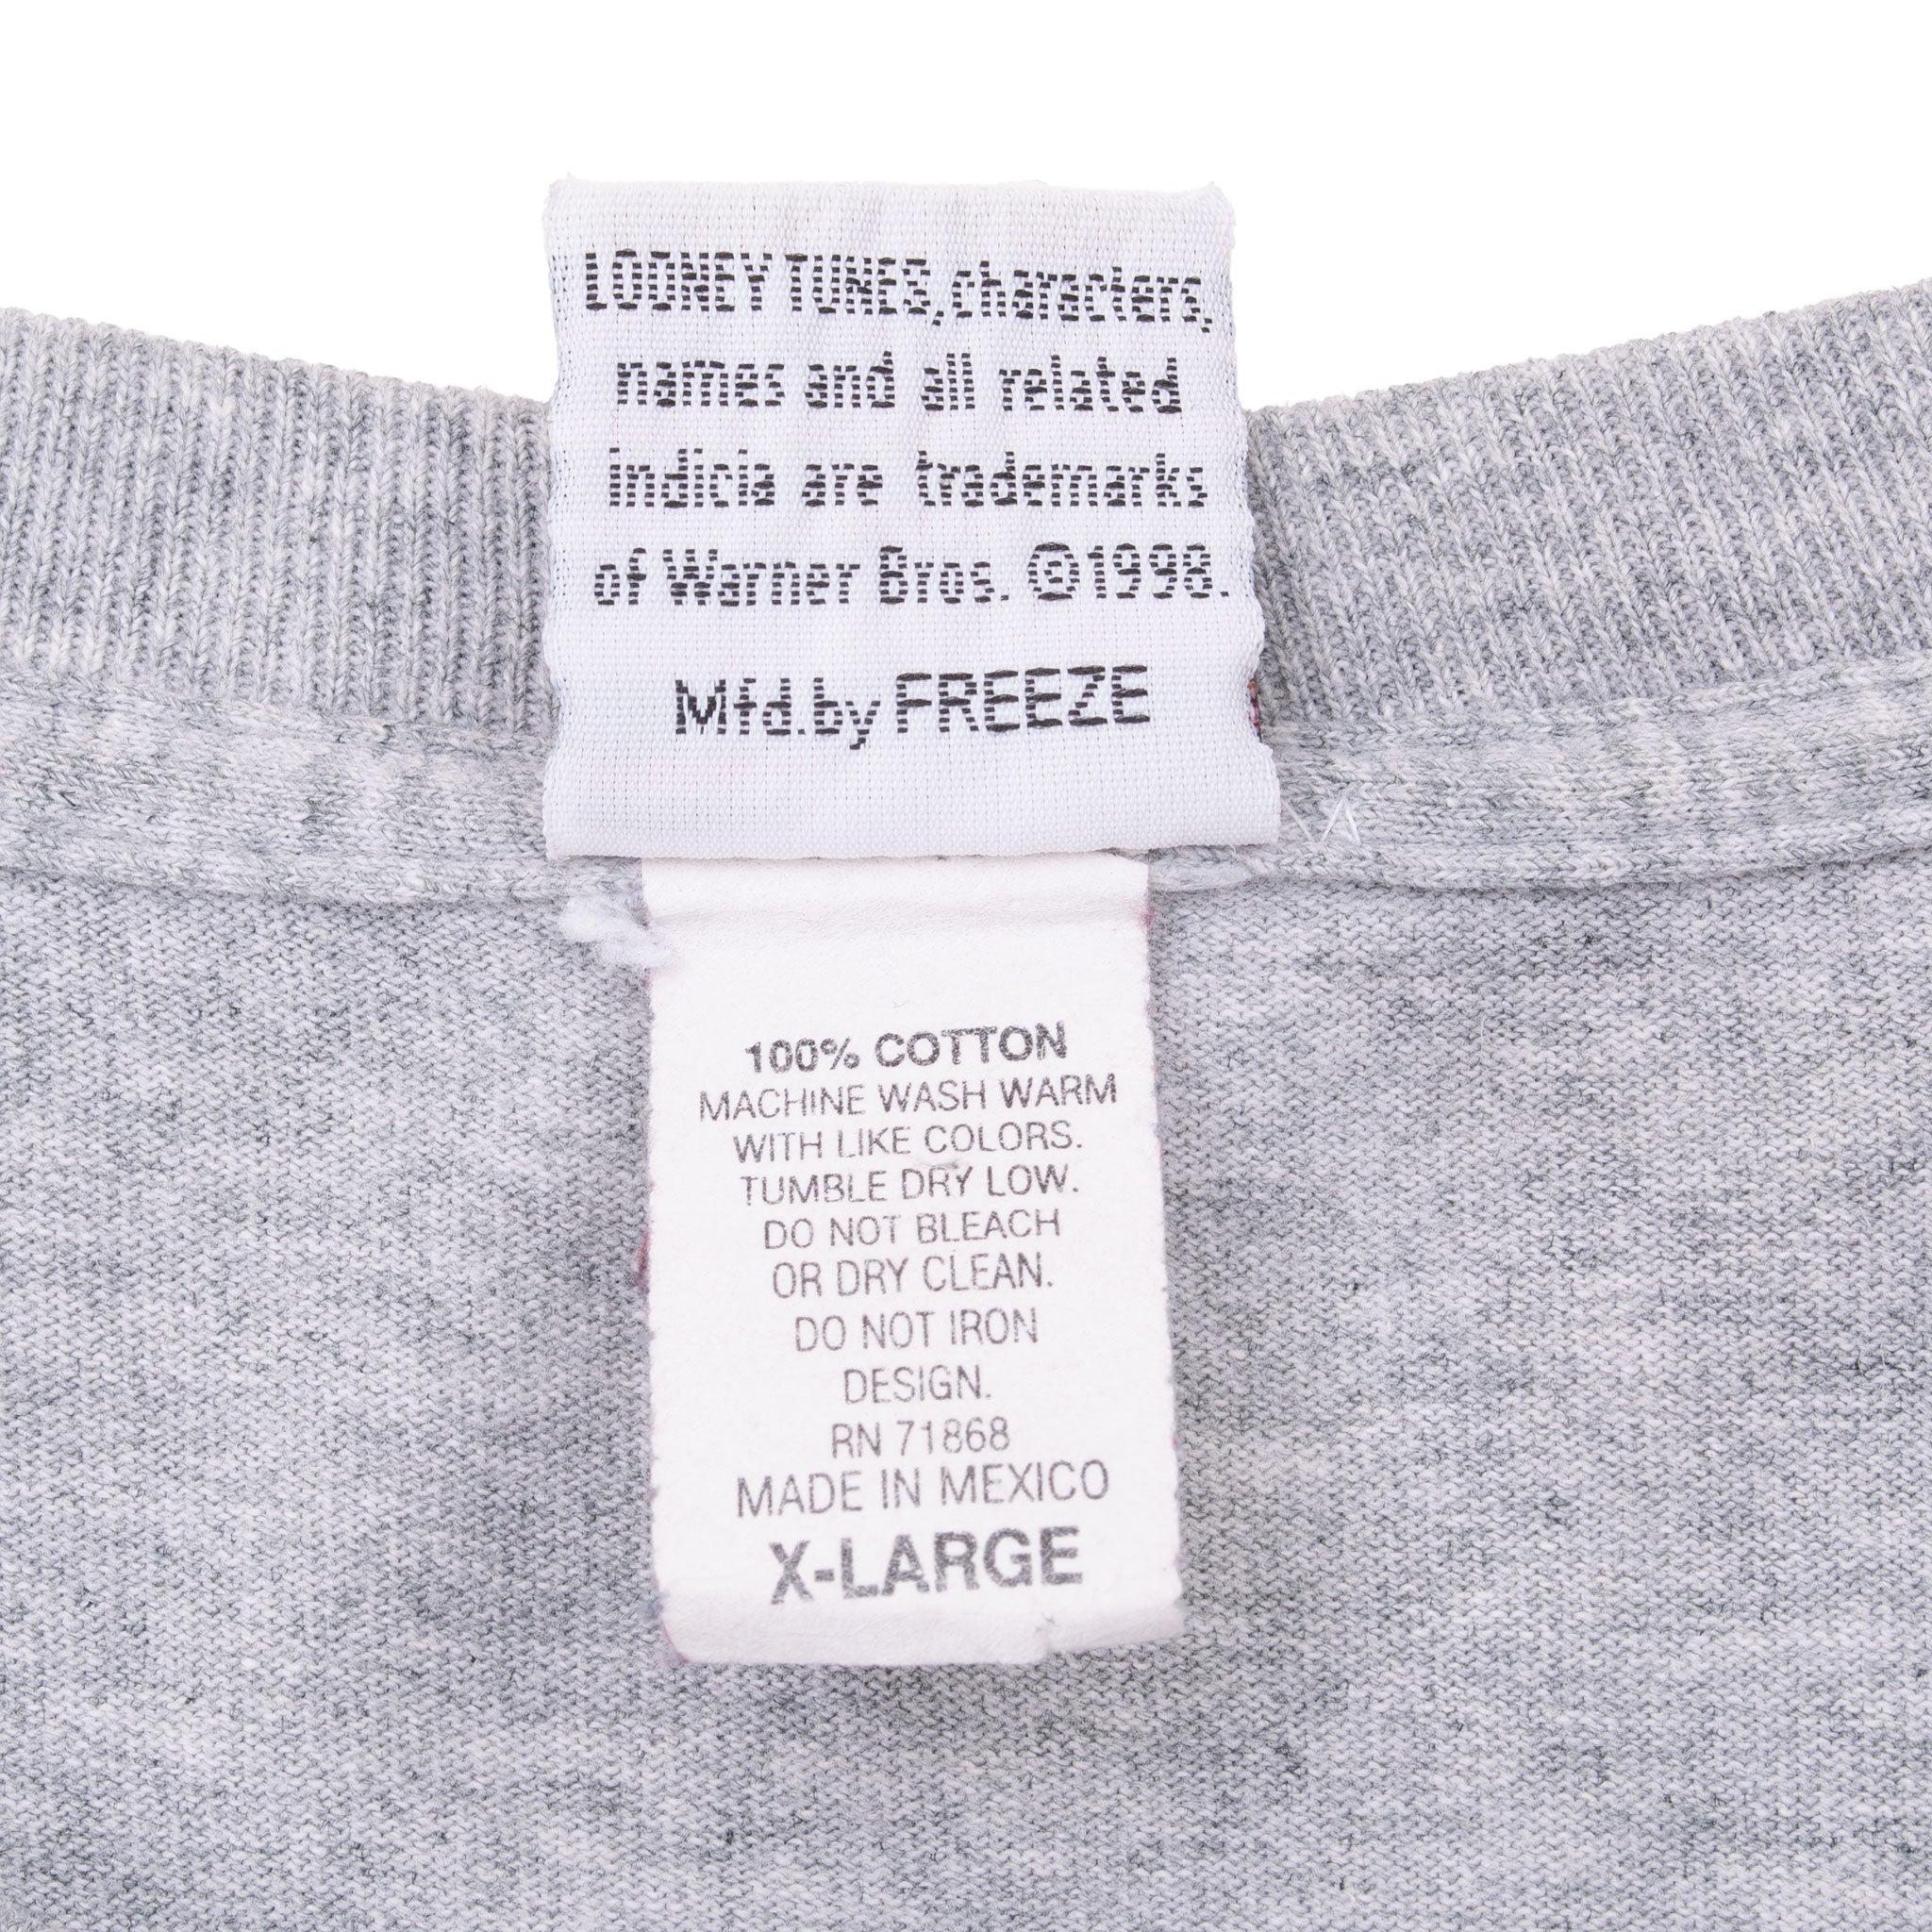 LOONEY TUNES, characters,
names and all related
indicia are trademarks
of Warner Bros. ©1998.
Mfd.by FREEZE
100% COTTON
MACHINE WASH WARM
WITH LIKE COLORS.
TUMBLE DRY LOW.
DO NOT BLEACH
OR DRY CLEAN.
DO NOT IRON
DESIGN.
RN 71868
MADE IN MEXICO
X-LARGE